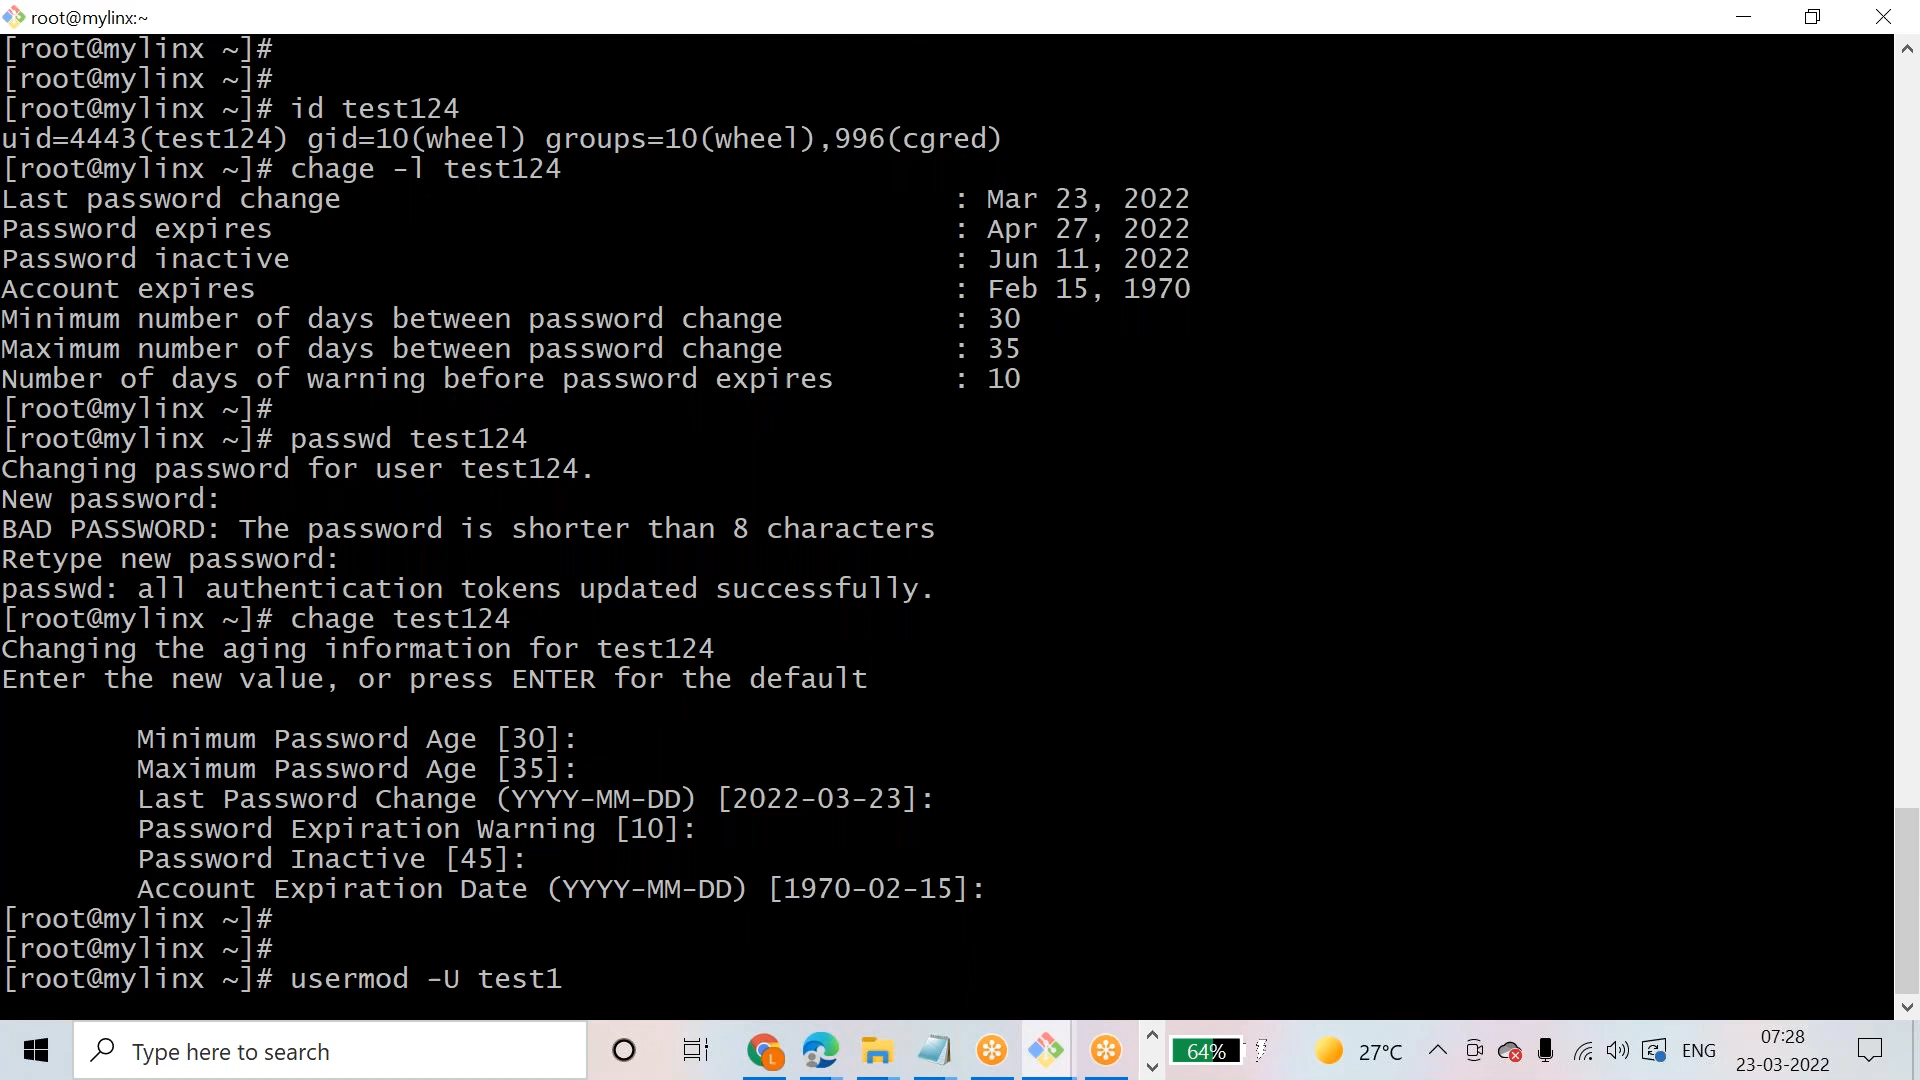 root@mylinx:~
[root@mylinx ~]#
[root@mylinx ~]#
[root@mylinx ~]# id test124
uid=4443(test124) gid=10(wheel) groups=10(wheel),996(cgred)
[root@mylinx ~]# chage -l test124
Last password change : Mar 23, 2022
Password expires : Apr 27, 2022
Password inactive : Jun 11, 2022
Account expires : Feb 15, 1970
Minimum number of days between password change : 30
Maximum number of days between password change : 35
Number of days of warning before password expires : 10
[root@mylinx ~]#
[root@mylinx ~]# passwd test124
Changing password for user test124.
New password:
BAD PASSWORD: The password is shorter than 8 characters
Retype new password:
passwd: all authentication tokens updated successfully.
[root@mylinx ~]# chage test124
Changing the aging information for test124
Enter the new value, or press ENTER for the default
Minimum Password Age [30]:
Maximum Password Age [35]:
Last Password Change (YYYY-MM-DD) [2022-03-23]:
Password Expiration Warning [10]:
Password Inactive [45]:
Account Expiration Date (YYYY-MM-DD) [1970-02-15]:
[root@mylinx ~]#
[root@mylinx ~]#
[root@mylinx ~]# usermod -U test1
Type here to search
L
64%
27°C
ENG
07:28
23-03-2022